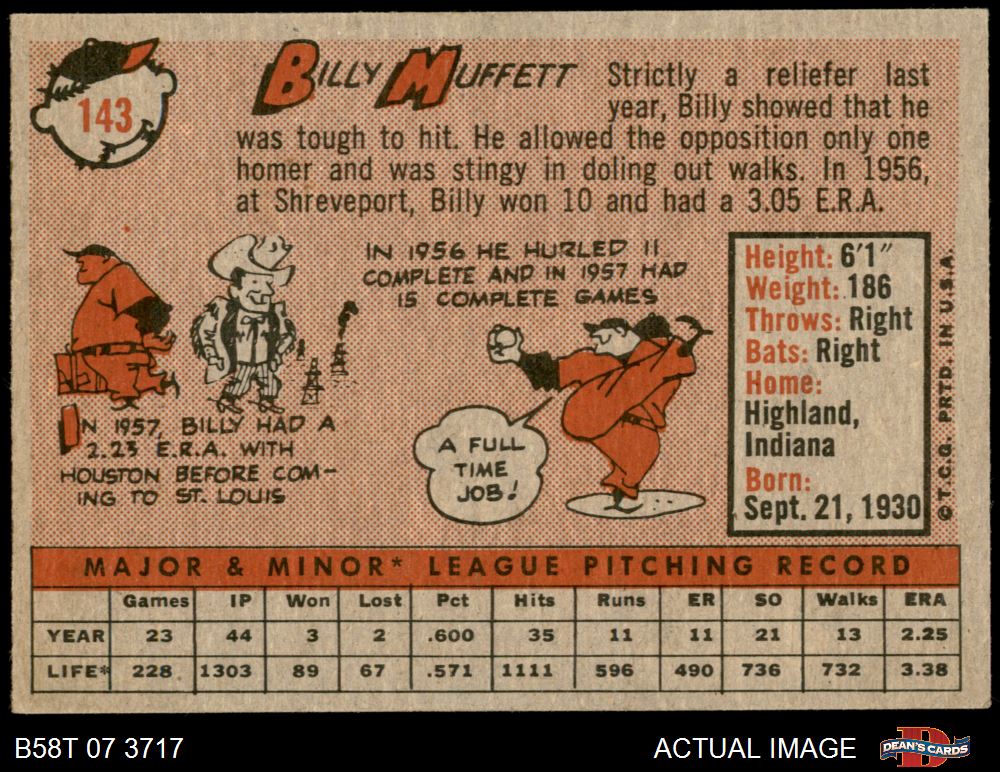 143
BILLY MUFFETT
Strictly a reliefer last
year, Billy showed that he
was tough to hit. He allowed the opposition only one
homer and was stingy in doling out walks. In 1956,
at Shreveport, Billy won 10 and had a 3.05 E.R.A.
IN 1957, BILLY HAD A
2.23 E.R.A. WITH
HOUSTON BEFORE COM-
ING TO ST. LOUIS
IN 1956 HE HURLED 11
COMPLETE AND IN 1957 HAD
15 COMPLETE GAMES
A FULL
TIME
JOB!
Height: 6'1"
Weight: 186
Throws: Right
Bats: Right
Home:
Highland,
Indiana
Born:
Sept. 21, 1930
© T.C.G. PRTD. IN U.S.A.
MAJOR & MINOR* LEAGUE PITCHING RECORD
Games IP Won Lost Pct Hits Runs ER SO Walks ERA
YEAR 23 44 3 2 .600 35 11 11 21 13 2.25
LIFE* 228 1303 89 67 .571 1111 596 490 736 732 3.38
B58T 07 3717
ACTUAL IMAGE
D
DEAN'S CARDS